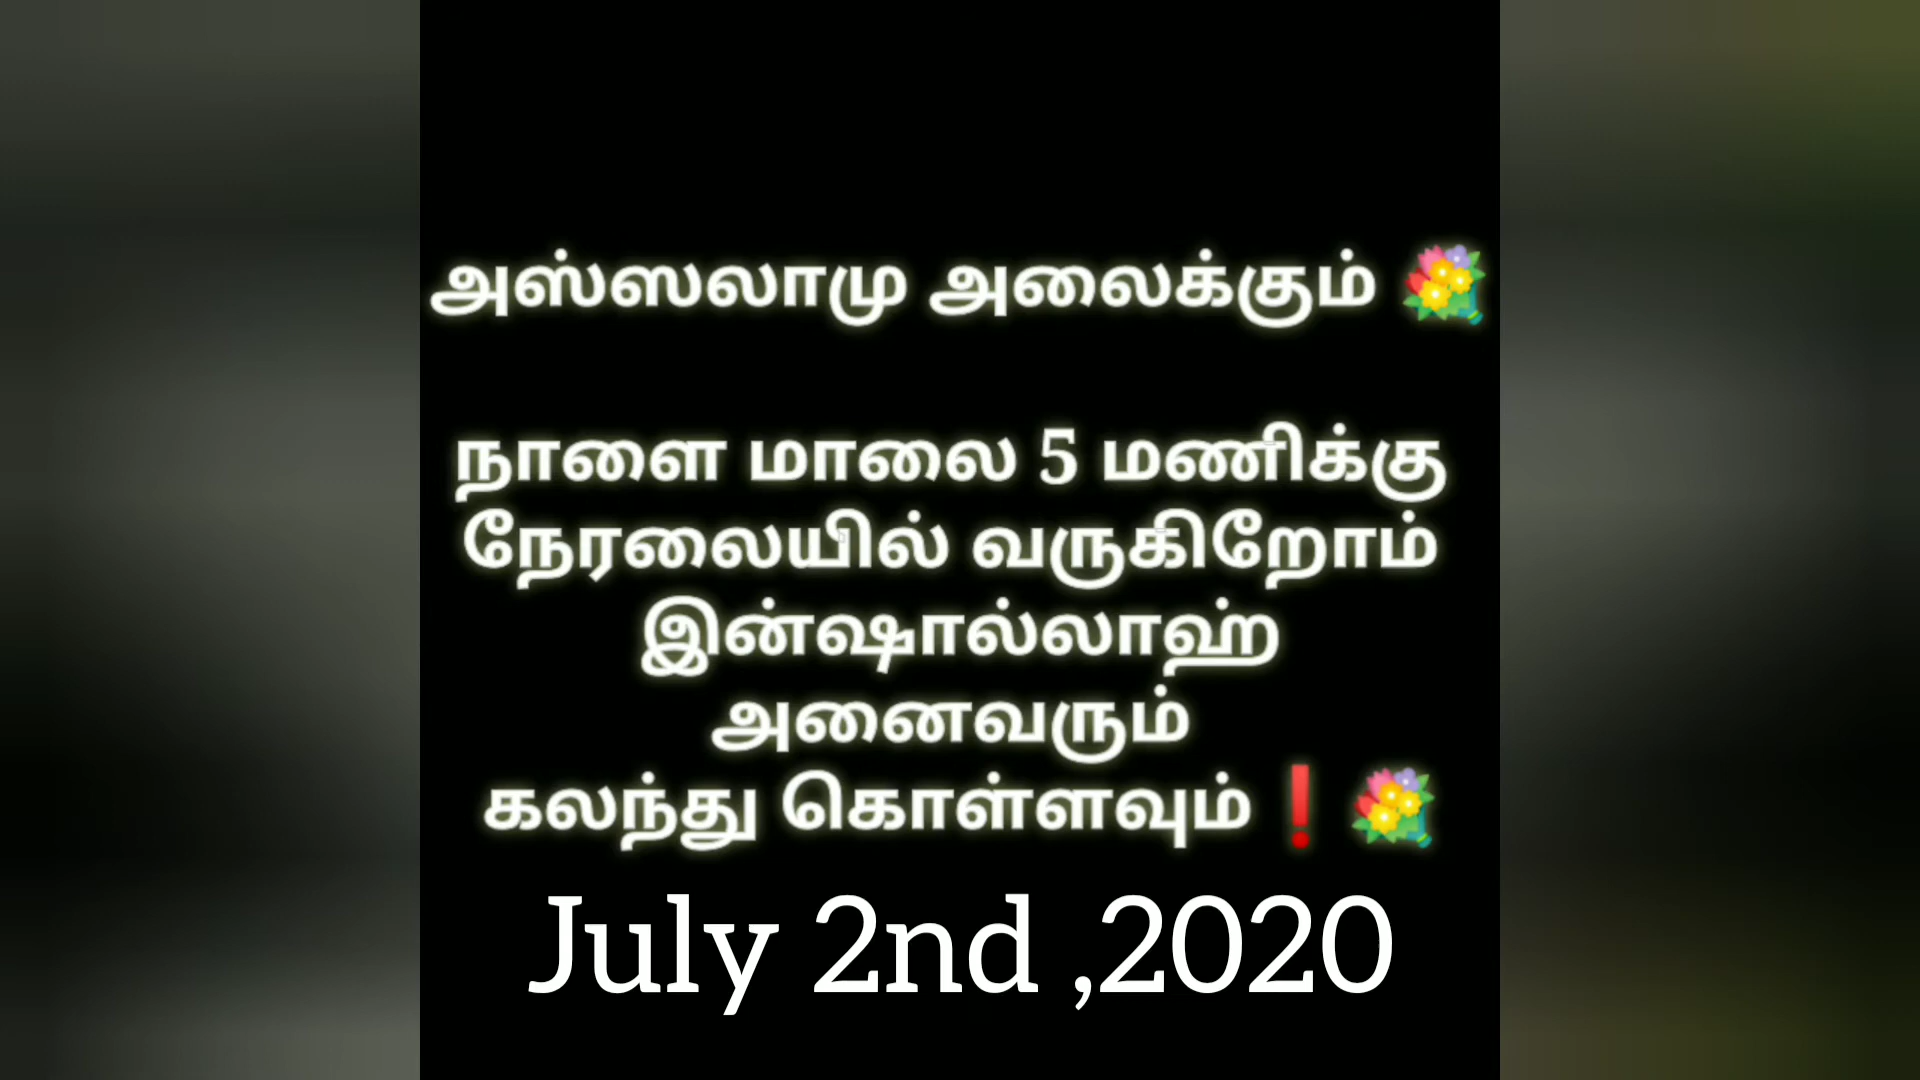 அஸ்ஸலாமு அலைக்கும் 💐
நாளை மாலை 5 மணிக்கு
நேரலையில் வருகிறோம்
இன்ஷால்லாஹ்
அனைவரும்
கலந்து கொள்ளவும்❗ 💐
July 2nd ,2020